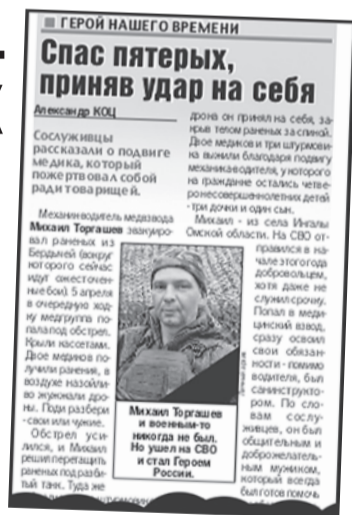 ГЕРОЙ НАШЕГО ВРЕМЕНИ
Спас пятерых,
приняв удар на себя
Александр КОЦ
Сослуживцы
рассказали о подвиге
медика, который
пожертвовал собой
ради товарищей.
Механик-водитель медвзвода
Михаил Торгашев эвакуиро-
вал раненых из
Бердычей (вокруг
которого сейчас
идут ожесточен-
ные бои). 5 апреля
в очередную ход-
ку медгруппа по-
пала под обстрел.
Крыли кассетами.
Двое медиков по-
лучили ранения, в
воздухе назойли-
во жужжали дро-
ны. Поди разбери
- свои или чужие.
Обстрел уси-
лился, и Михаил
решил перетащить
раненых под разби-
тый танк. Туда же
Михаил Торгашев
и военным-то
никогда не был.
Но ушел на СВО
и стал Героем
России.
дрона он принял на себя, за-
крыв телом раненых за спиной.
Двое медиков и три штурмови-
ка выжили благодаря подвигу
механика-водителя, у которого
на гражданке остались четве-
ро несовершеннолетних детей
- три дочки и один сын.
Михаил - из села Ингалы
Омской области. На СВО от-
правился в на-
чале этого года
добровольцем,
хотя даже не
служил срочку.
Попал в меди-
цинский взвод,
сразу освоил
свои обязан-
ности - помимо
водителя, был
санинструкто-
ром. По сло-
вам сослу-
живцев, он был
общительным и
доброжелатель-
ным мужиком,
который всегда
был готов помочь